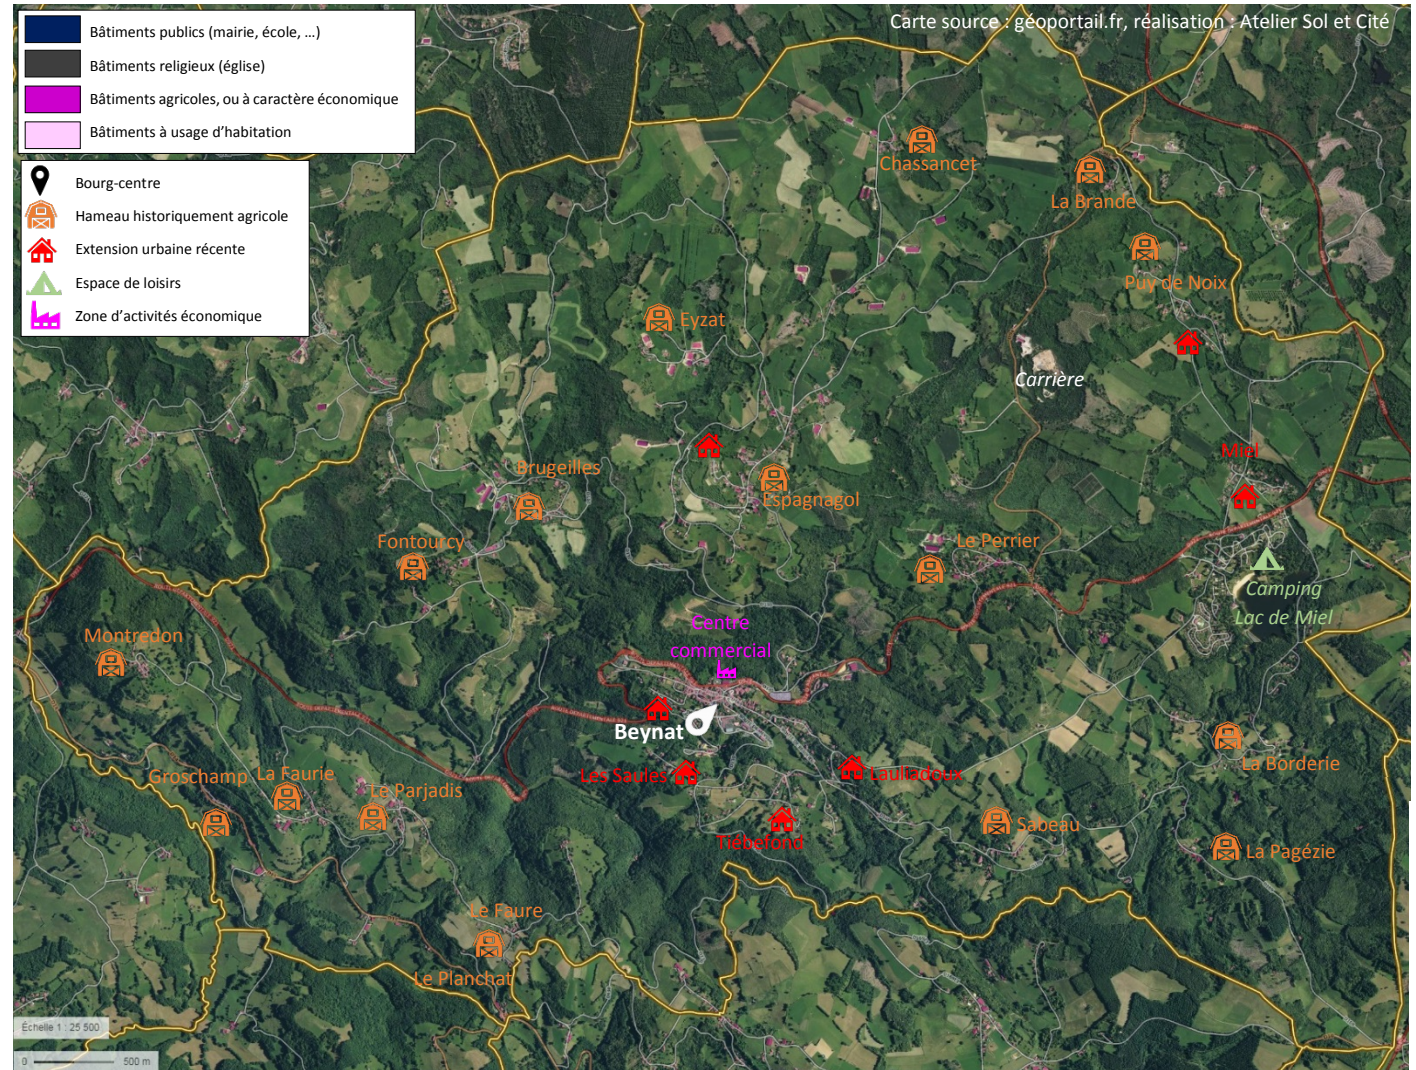 Carte source : géoportail.fr, réalisation : Atelier Sol et Cité
Bâtiments publics (mairie, école, ...)
Bâtiments religieux (église)
Bâtiments agricoles, ou à caractère économique
Bâtiments à usage d'habitation
Bourg-centre
Hameau historiquement agricole
Extension urbaine récente
Espace de loisirs
Zone d'activités économique
Chassancet
La Brande
Puy de Noix
Eyzat
Carrière
Miel
Brugeilles
Espagnagol
Fontourcy
Le Perrier
Camping
Lac de Miel
Centre
commercial
Montredon
Beynat
La Borderie
Les Saules
Lauliadoux
Groschamp
La Faurie
Le Parjadis
Sabeau
Tiébefond
La Pagézie
Le Faure
Le Planchat
Échelle 1 : 25 500
0
500 m